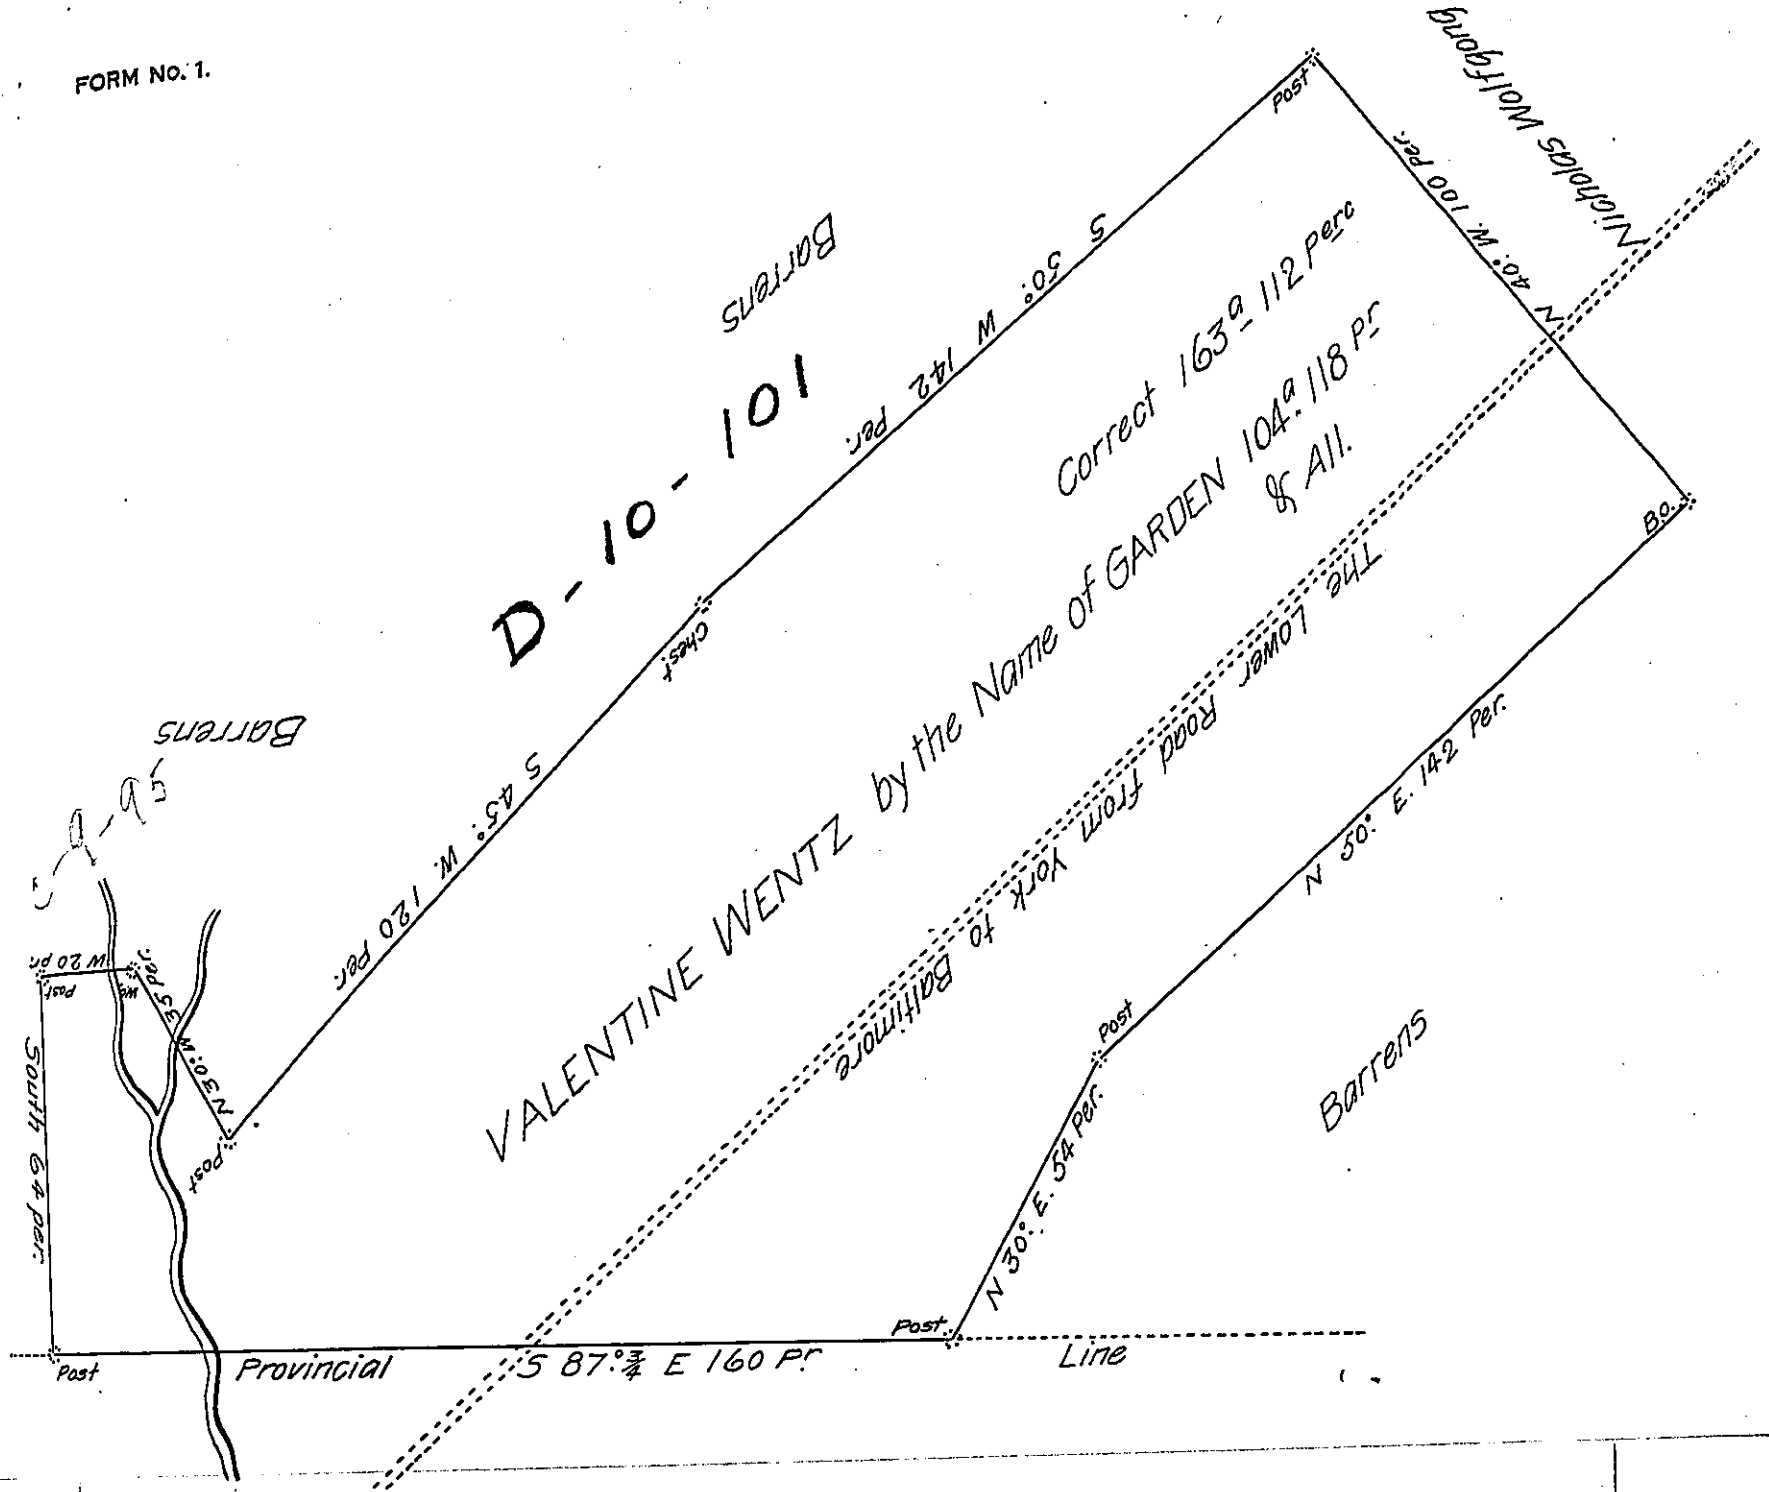 FORM No. 1.
Nicholas Wolfgong
Post
N 40°. W. 100 Per.
Barrens
S 50°. W 142 Per.
D-10-101
Correct 163a 112 Perc
VALENTINE WENTZ by the Name of GARDEN 104a. 118 Pr
& All.
B.O.
The Lower Road from York to Baltimore
Chest
Barrens
S 45°. W. 120 Per.
N 50°. E. 142 Per.
W 20 pr.
Post
Wo
N 30°. W. 35 Per.
Post
South 64 per.
Post
N 30°. E. 54 Per.
Barrens
Post
Post
Provincial S 87°.¾ E 160 Pr Line